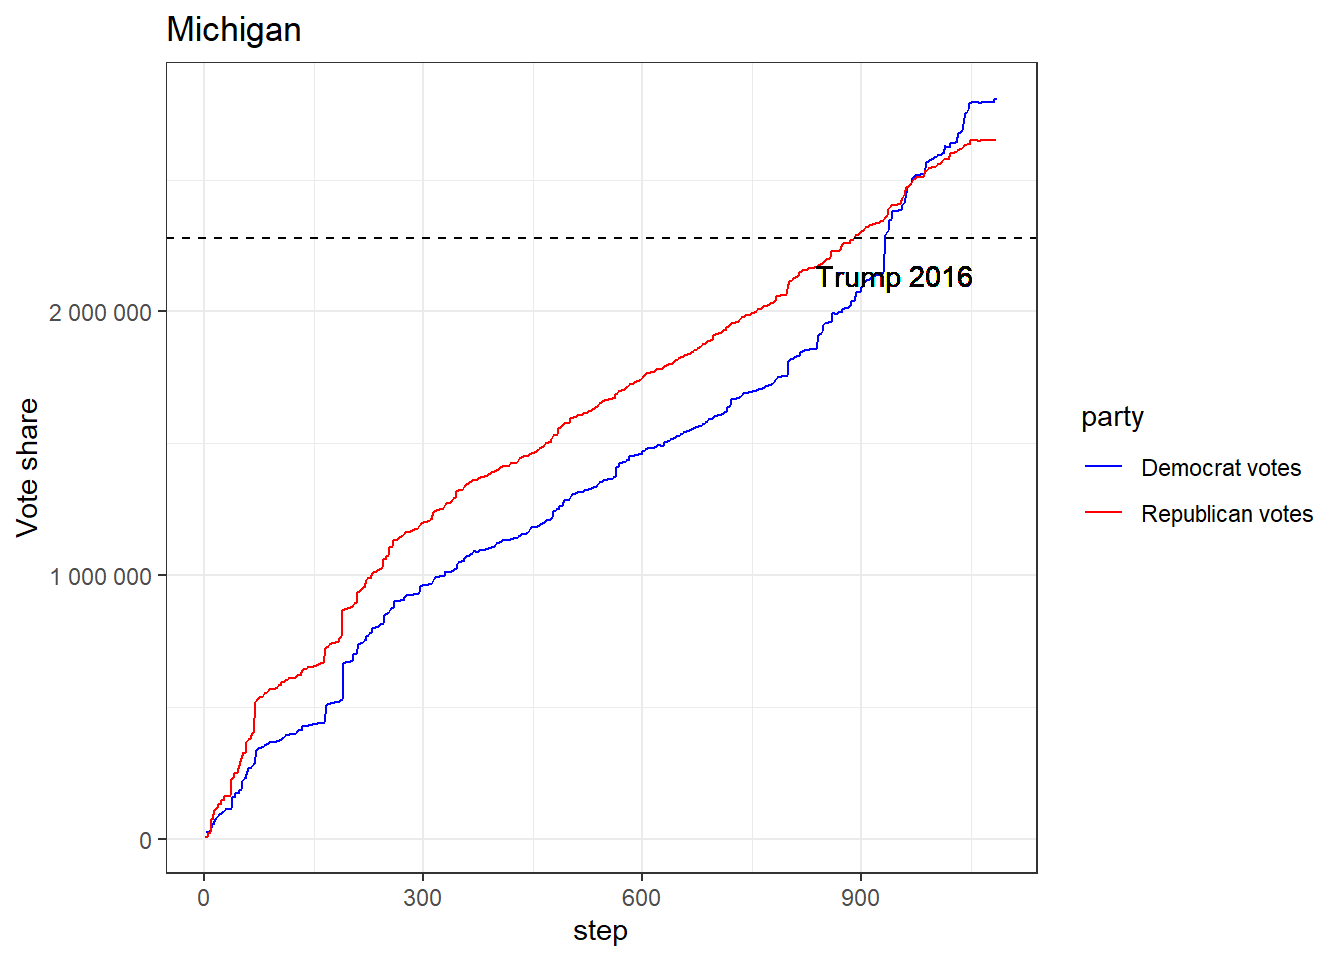 Michigan
Vote share
2 000 000
1 000 000
0
Trump 2016
0
300
600
900
step
party
Democrat votes
Republican votes